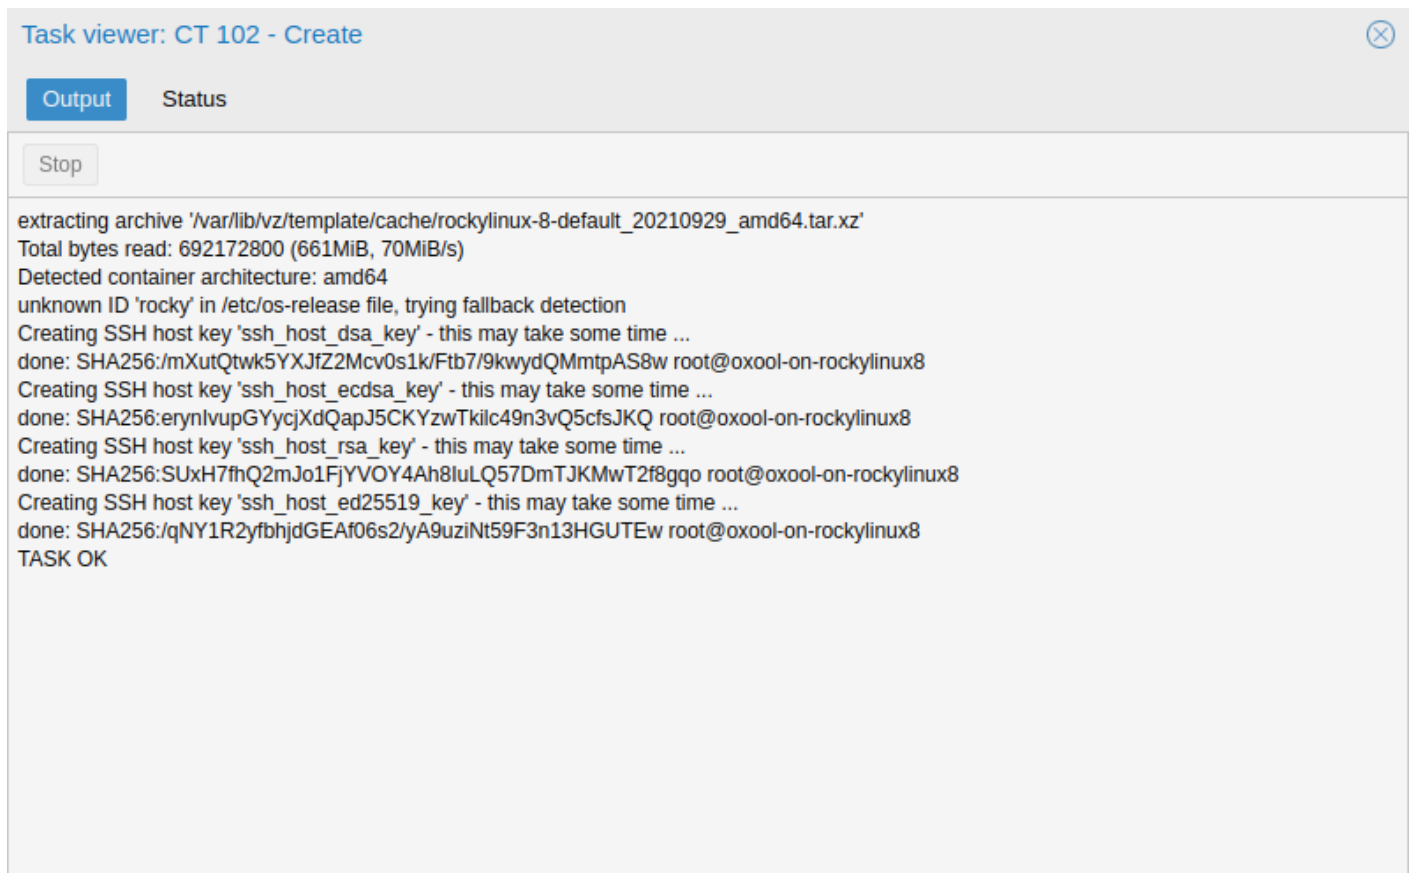 Task viewer: CT 102 - Create
Output Status
Stop
extracting archive '/var/lib/vz/template/cache/rockylinux-8-default_20210929_amd64.tar.xz'
Total bytes read: 692172800 (661MiB, 70MiB/s)
Detected container architecture: amd64
unknown ID 'rocky' in /etc/os-release file, trying fallback detection
Creating SSH host key 'ssh_host_dsa_key' - this may take some time ...
done: SHA256:/mXutQtwk5YXJfZ2Mcv0s1k/Ftb7/9kwydQMmtpAS8w root@oxool-on-rockylinux8
Creating SSH host key 'ssh_host_ecdsa_key' - this may take some time ...
done: SHA256:erynIvupGYycjXdQapJ5CKYzwTkilc49n3vQ5cfsJKQ root@oxool-on-rockylinux8
Creating SSH host key 'ssh_host_rsa_key' - this may take some time ...
done: SHA256:SUxH7fhQ2mJo1FjYVOY4Ah8IuLQ57DmTJKMwT2f8gqo root@oxool-on-rockylinux8
Creating SSH host key 'ssh_host_ed25519_key' - this may take some time ...
done: SHA256:/qNY1R2yfbhjdGEAf06s2/yA9uziNt59F3n13HGUTEw root@oxool-on-rockylinux8
TASK OK